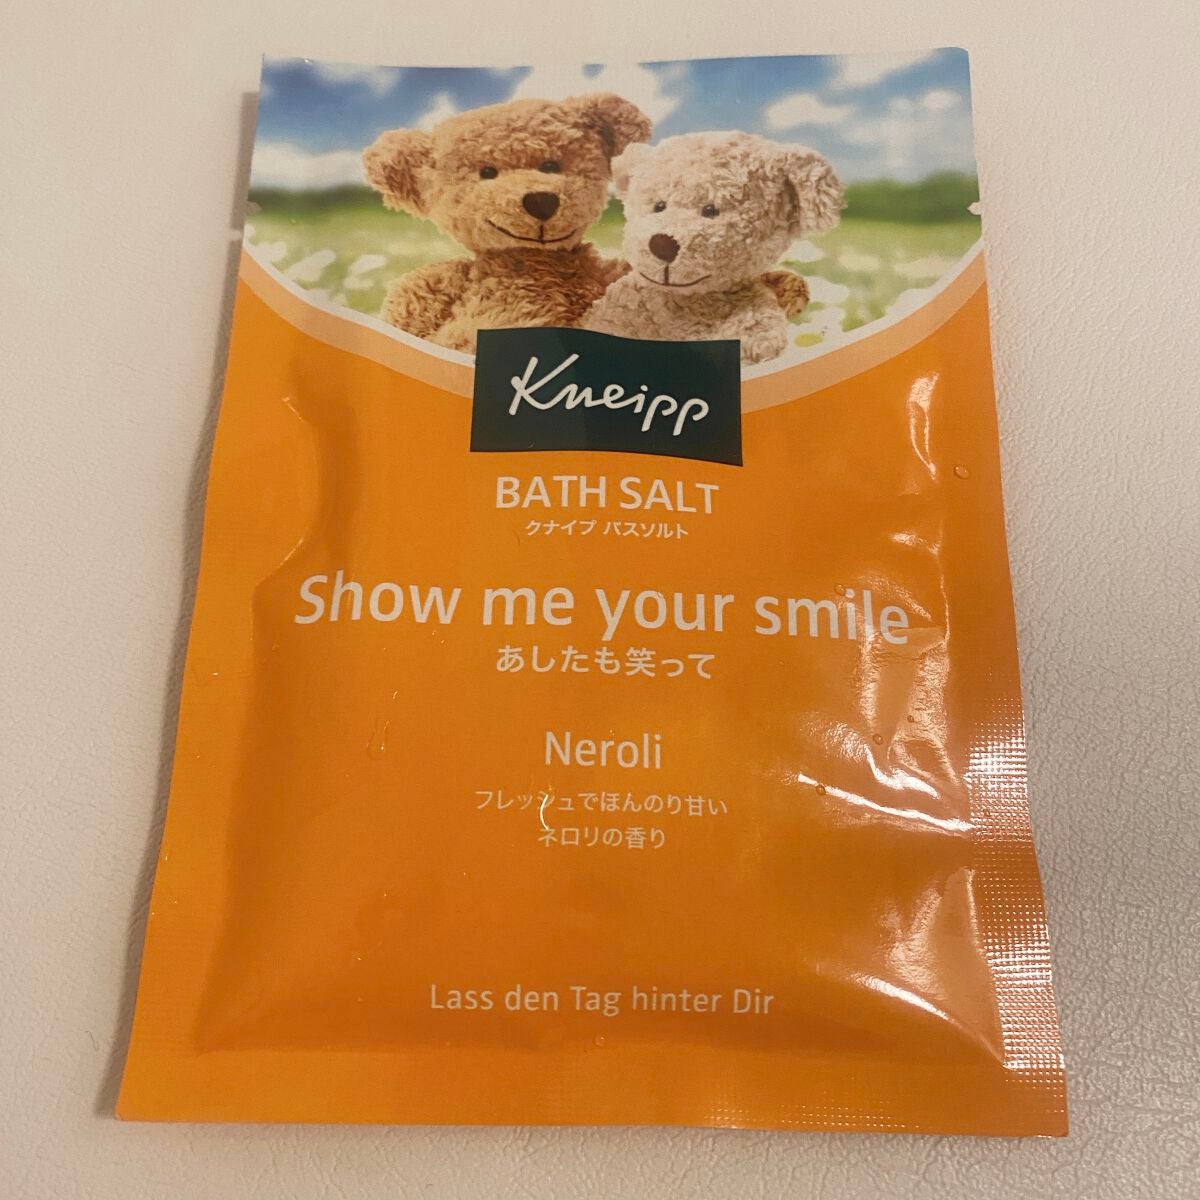 Kneipp
BATH SALT
クナイプ バスソルト
Show me your smile
あしたも笑って
Neroli
フレッシュでほんのり甘い
ネロリの香り
Lass den Tag hinter Dir